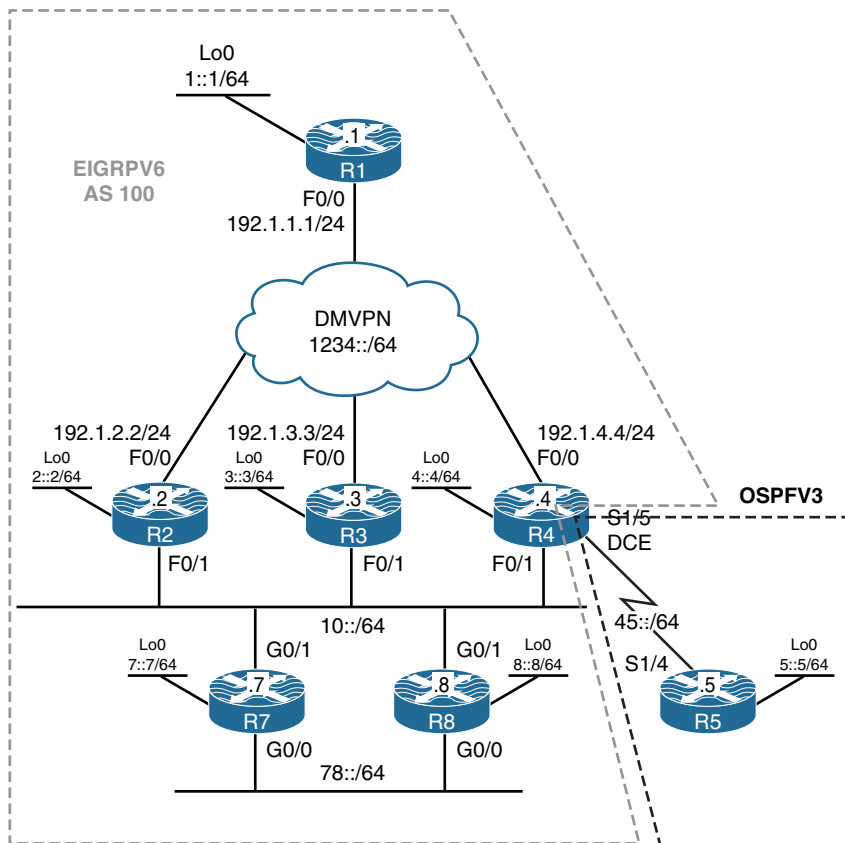 Lo0
1::1/64
.1
R1
EIGRPV6
AS 100
F0/0
192.1.1.1/24
DMVPN
1234::/64
192.1.2.2/24
F0/0
192.1.3.3/24
F0/0
192.1.4.4/24
F0/0
Lo0
2::2/64
Lo0
3::3/64
Lo0
4::4/64
.2
R2
.3
R3
.4
R4
OSPFV3
S1/5
DCE
F0/1
F0/1
F0/1
10::/64
45::/64
G0/1
G0/1
Lo0
7::7/64
Lo0
8::8/64
S1/4
Lo0
5::5/64
.7
R7
.8
R8
.5
R5
G0/0
G0/0
78::/64